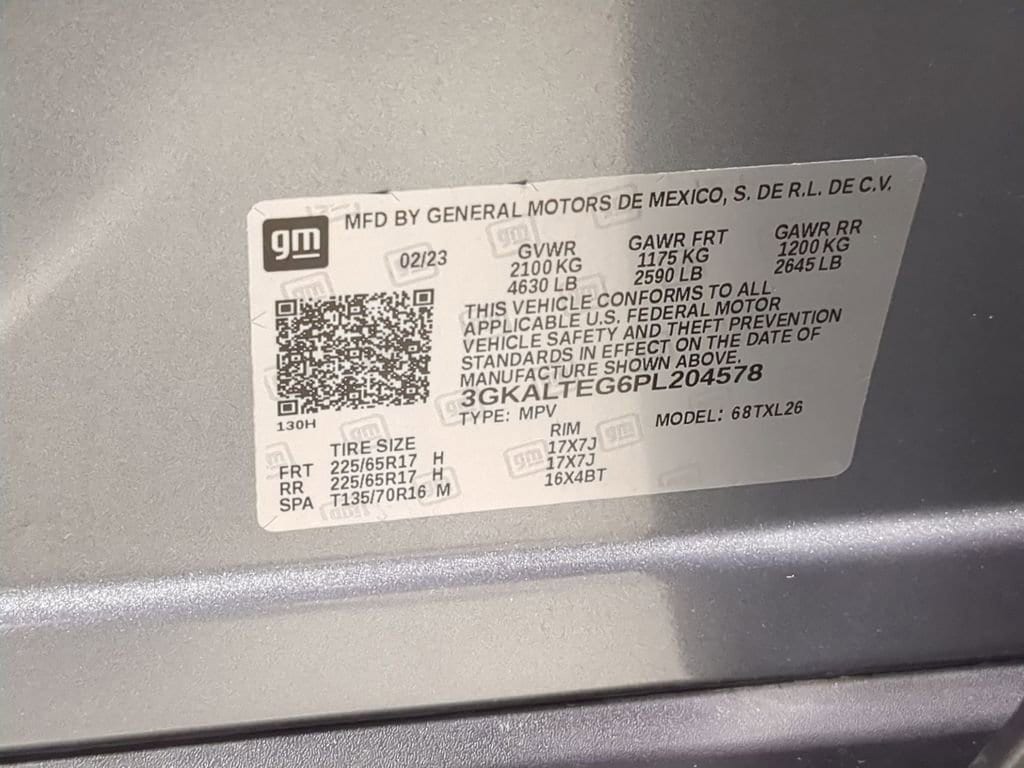 gm
MFD BY GENERAL MOTORS DE MEXICO, S. DE R.L. DE C.V.
02/23
GVWR
2100 KG
4630 LB
GAWR FRT
1175 KG
2590 LB
GAWR RR
1200 KG
2645 LB
THIS VEHICLE CONFORMS TO ALL
APPLICABLE U.S. FEDERAL MOTOR
VEHICLE SAFETY AND THEFT PREVENTION
STANDARDS IN EFFECT ON THE DATE OF
MANUFACTURE SHOWN ABOVE.
3GKALTEG6PL204578
TYPE: MPV
MODEL: 68TXL26
130H
TIRE SIZE RIM
FRT 225/65R17 H 17X7J
RR 225/65R17 H 17X7J
SPA T135/70R16 M 16X4BT